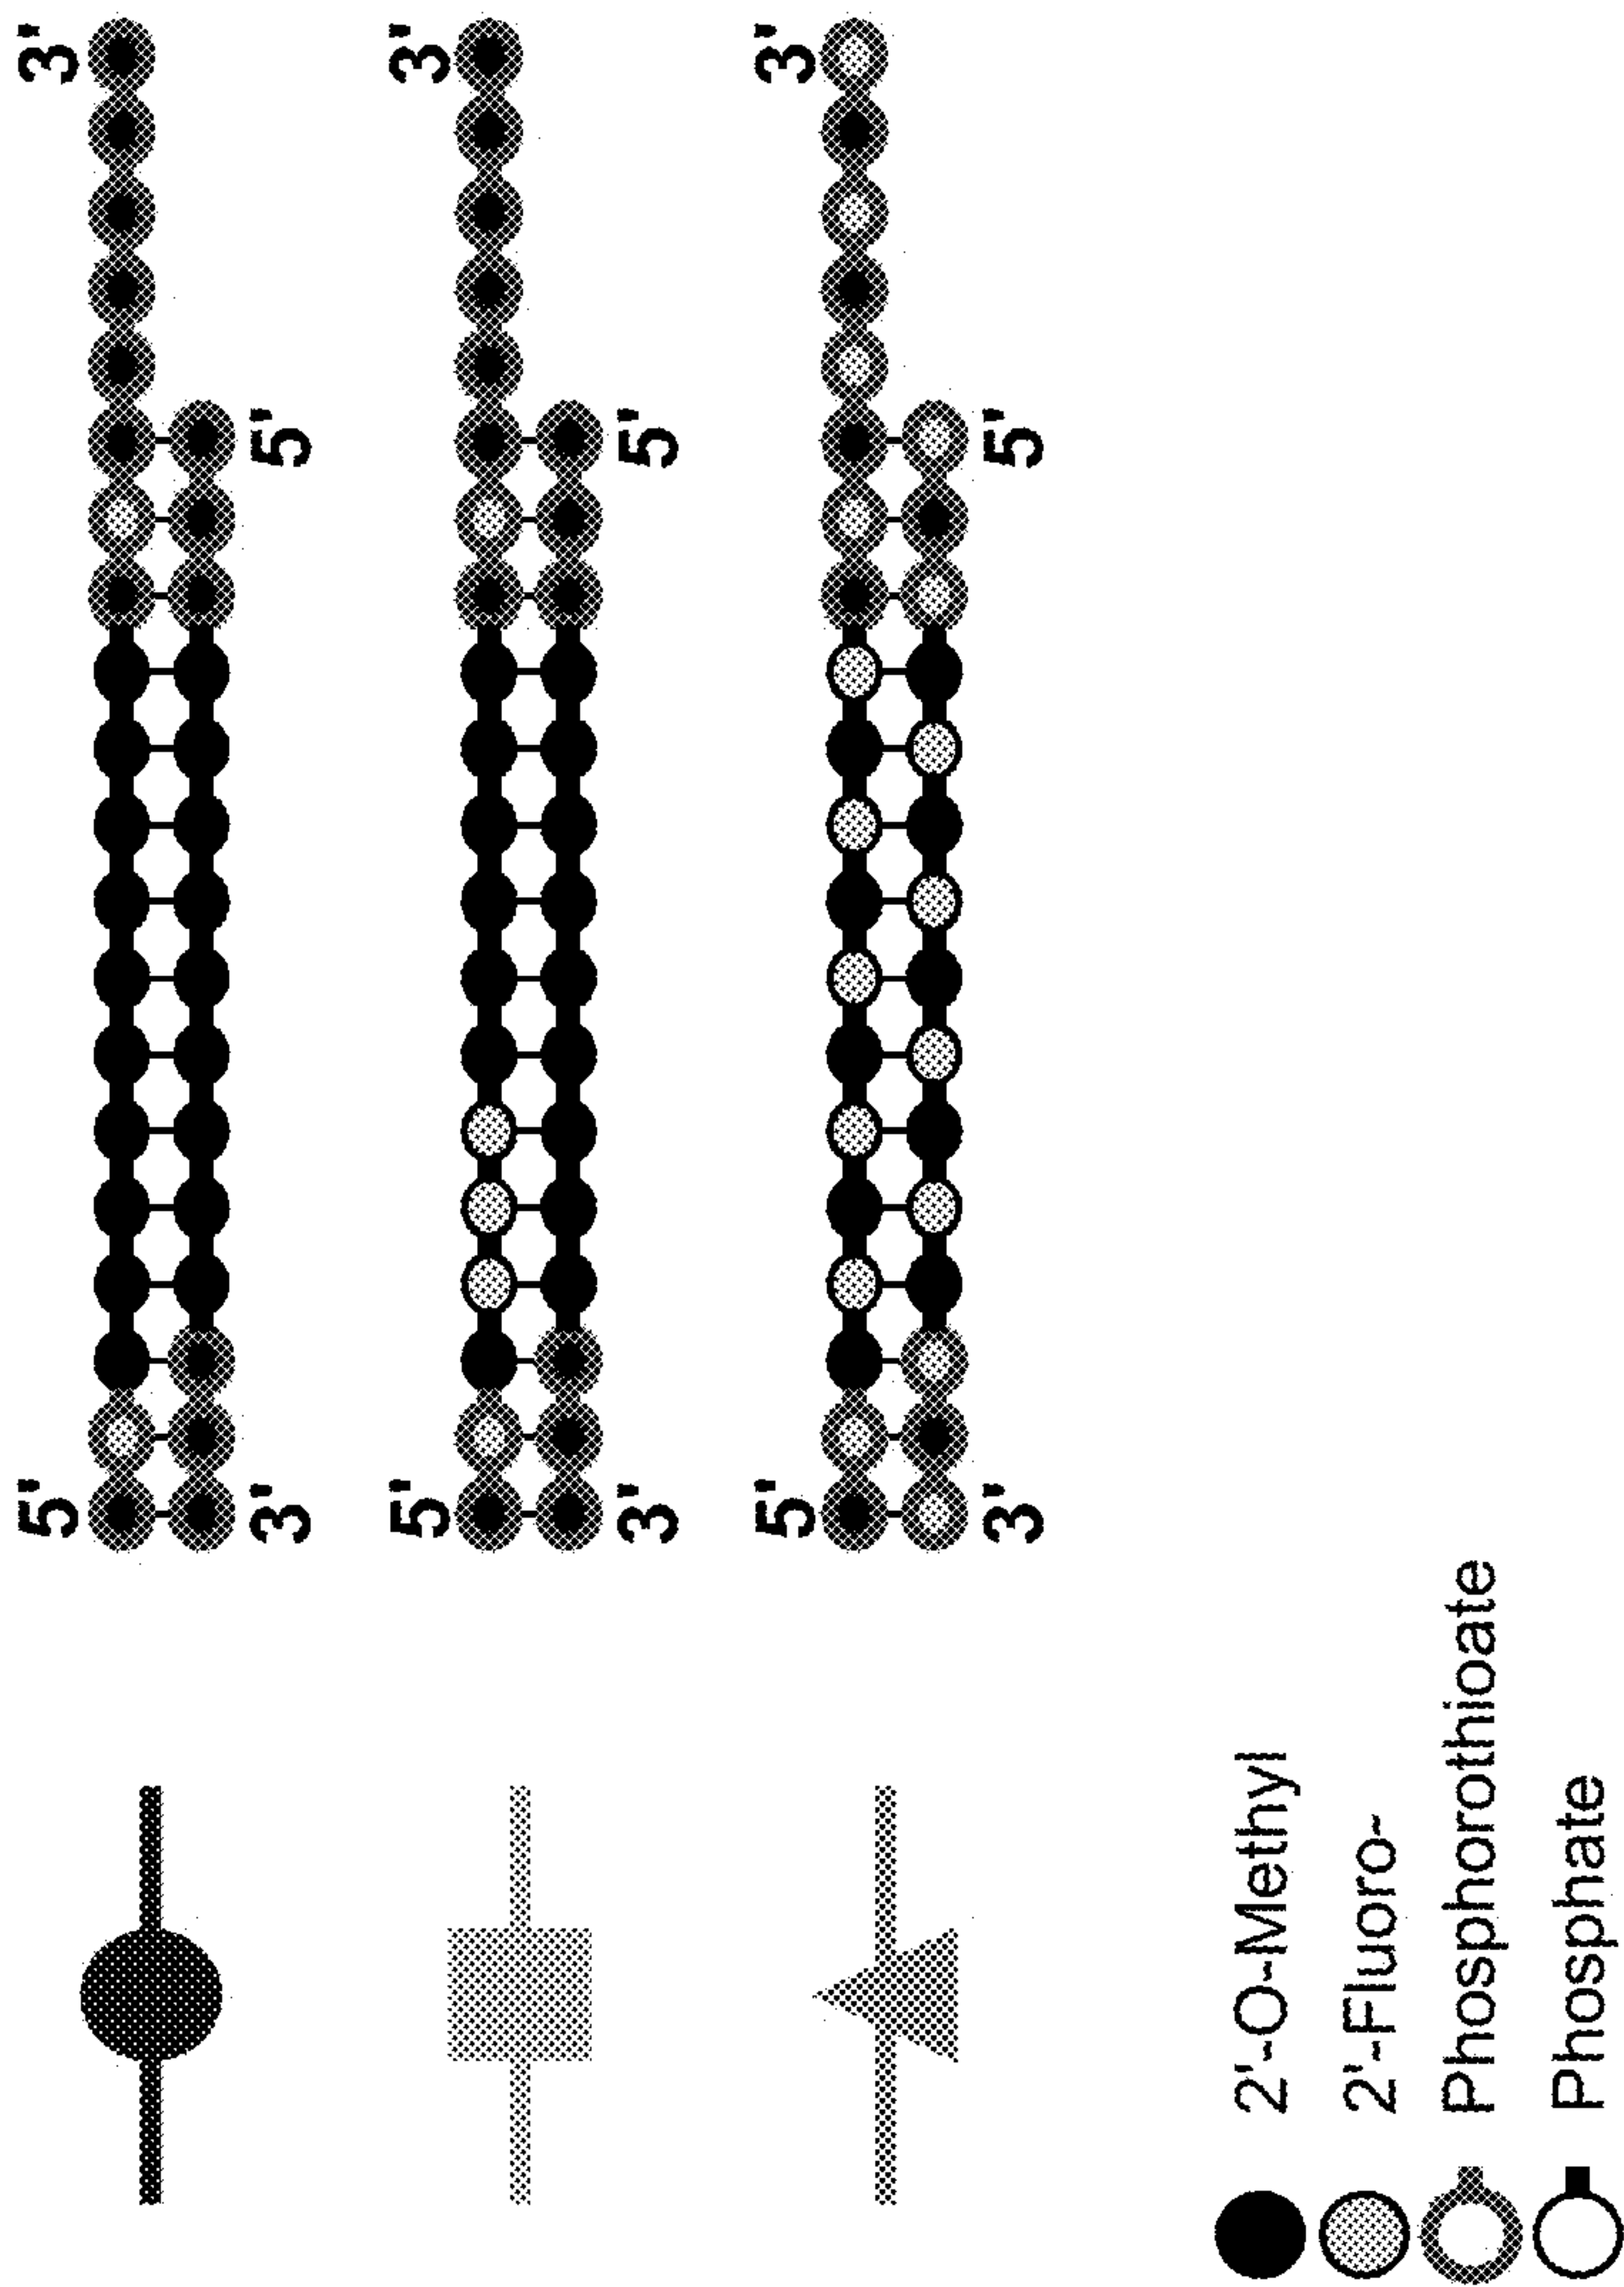 5' 3'
3' 5'
5' 3'
3' 5'
5' 3'
3' 5'
2'-O-Methyl
2'-Fluoro-
Phosphorothioate
Phosphate